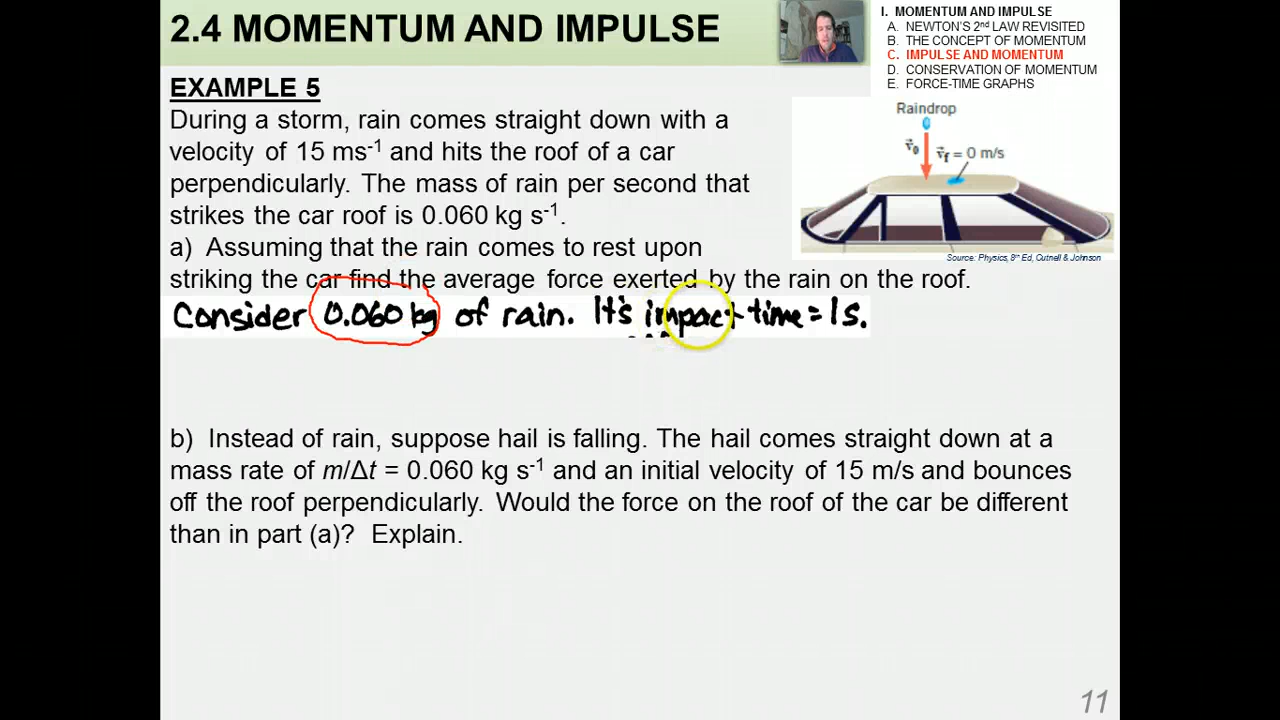 2.4 MOMENTUM AND IMPULSE
I. MOMENTUM AND IMPULSE
A. NEWTON'S 2nd LAW REVISITED
B. THE CONCEPT OF MOMENTUM
C. IMPULSE AND MOMENTUM
D. CONSERVATION OF MOMENTUM
E. FORCE-TIME GRAPHS
EXAMPLE 5
During a storm, rain comes straight down with a
velocity of 15 ms-1 and hits the roof of a car
perpendicularly. The mass of rain per second that
strikes the car roof is 0.060 kg s-1.
a) Assuming that the rain comes to rest upon
striking the car find the average force exerted by the rain on the roof.
Raindrop
v⃗0
v⃗f = 0 m/s
Source: Physics, 8th Ed, Cutnell & Johnson
Consider 0.060 kg of rain. It's impact time = 1 s.
b) Instead of rain, suppose hail is falling. The hail comes straight down at a
mass rate of m/Δt = 0.060 kg s-1 and an initial velocity of 15 m/s and bounces
off the roof perpendicularly. Would the force on the roof of the car be different
than in part (a)? Explain.
11